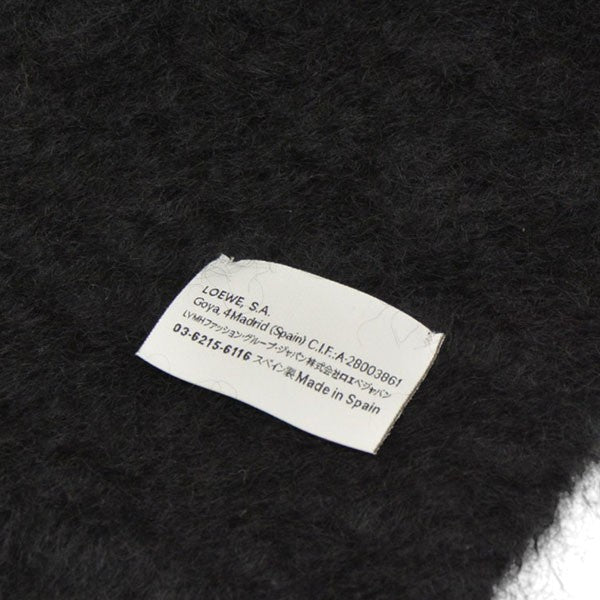 LOEWE, S.A.
Goya, 4 Madrid (Spain) C.I.F.: A-28003861
LVMHファッション・グループ・ジャパン株式会社ロエベジャパン
03-6215-6116 スペイン製 Made in Spain